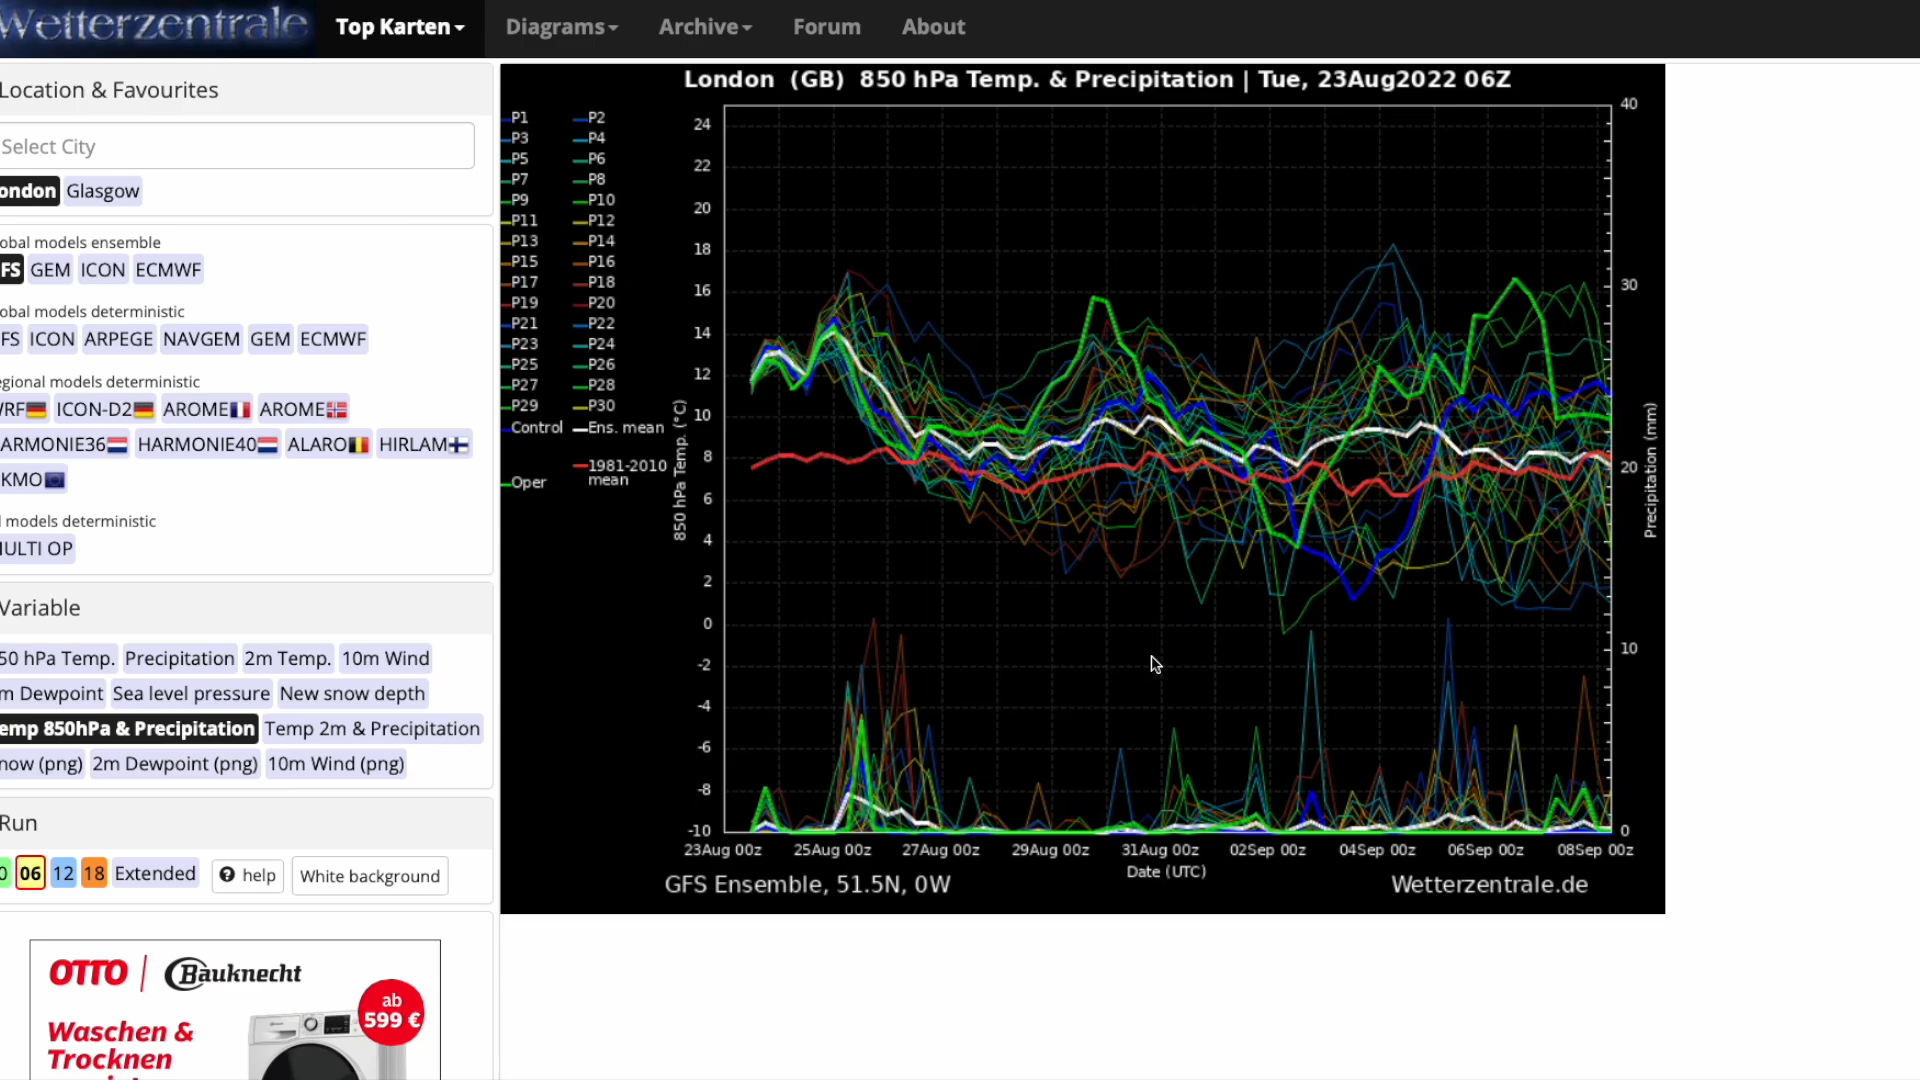 Wetterzentrale
Top Karten
Diagrams
Archive
Forum
About
Location & Favourites
Select City
ondon
Glasgow
obal models ensemble
FS GEM ICON ECMWF
obal models deterministic
FS ICON ARPEGE NAVGEM GEM ECMWF
egional models deterministic
RF ICON-D2 AROME AROME
ARMONIE36 HARMONIE40 ALARO HIRLAM
KMO
l models deterministic
ULTI OP
Variable
50 hPa Temp. Precipitation 2m Temp. 10m Wind
m Dewpoint Sea level pressure New snow depth
emp 850hPa & Precipitation Temp 2m & Precipitation
now (png) 2m Dewpoint (png) 10m Wind (png)
Run
0 06 12 18 Extended help White background
OTTO Bauknecht
ab
599 €
Waschen &
Trocknen
London (GB) 850 hPa Temp. & Precipitation | Tue, 23Aug2022 06Z
P1 P2
P3 P4
P5 P6
P7 P8
P9 P10
P11 P12
P13 P14
P15 P16
P17 P18
P19 P20
P21 P22
P23 P24
P25 P26
P27 P28
P29 P30
Control Ens. mean
1981-2010
mean
Oper
850 hPa Temp. (°C)
24
22
20
18
16
14
12
10
8
6
4
2
0
-2
-4
-6
-8
-10
40
30
20
10
0
Precipitation (mm)
23Aug 00z 25Aug 00z 27Aug 00z 29Aug 00z 31Aug 00z 02Sep 00z 04Sep 00z 06Sep 00z 08Sep 00z
Date (UTC)
GFS Ensemble, 51.5N, 0W
Wetterzentrale.de